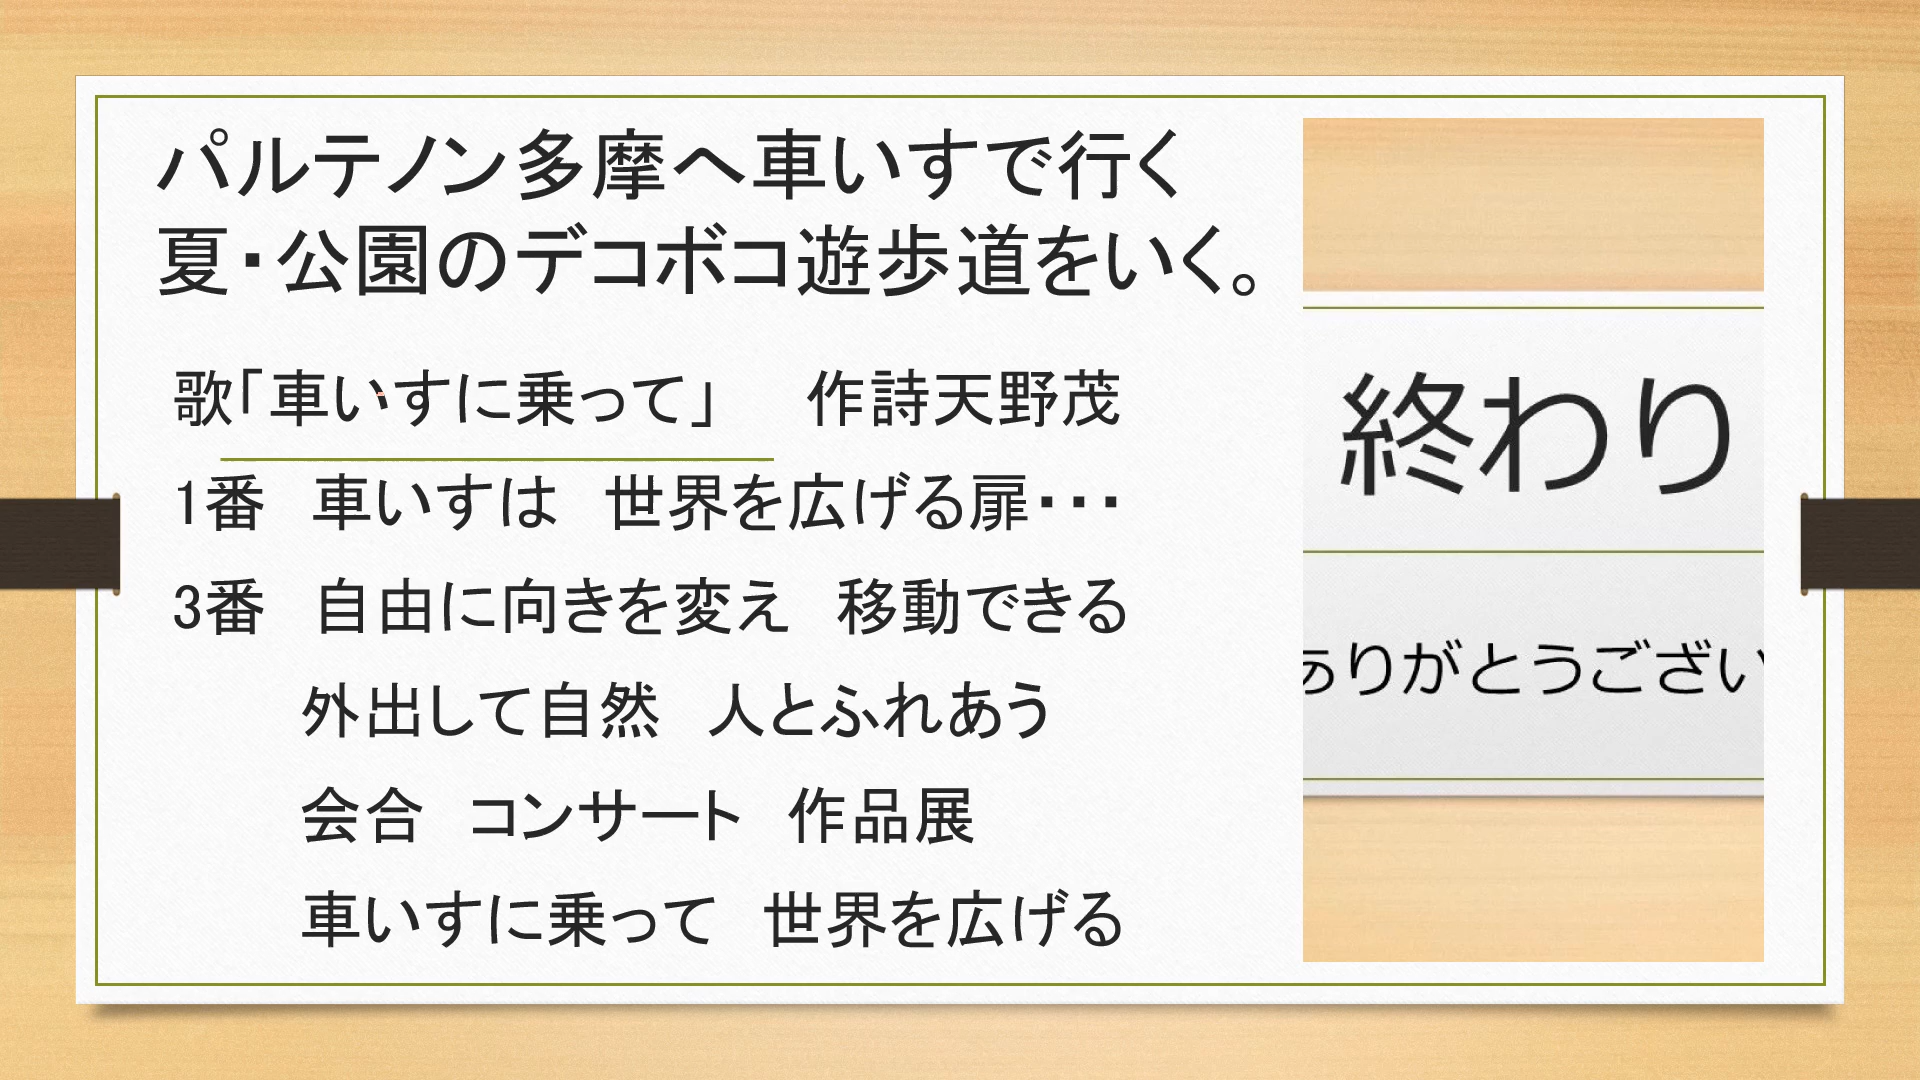 パルテノン多摩へ車いすで行く
夏・公園のデコボコ遊歩道をいく。
歌「車いすに乗って」　作詩天野茂
1番　車いすは　世界を広げる扉・・・
3番　自由に向きを変え　移動できる
外出して自然　人とふれあう
会合　コンサート　作品展
車いすに乗って　世界を広げる
終わり
ありがとうござい